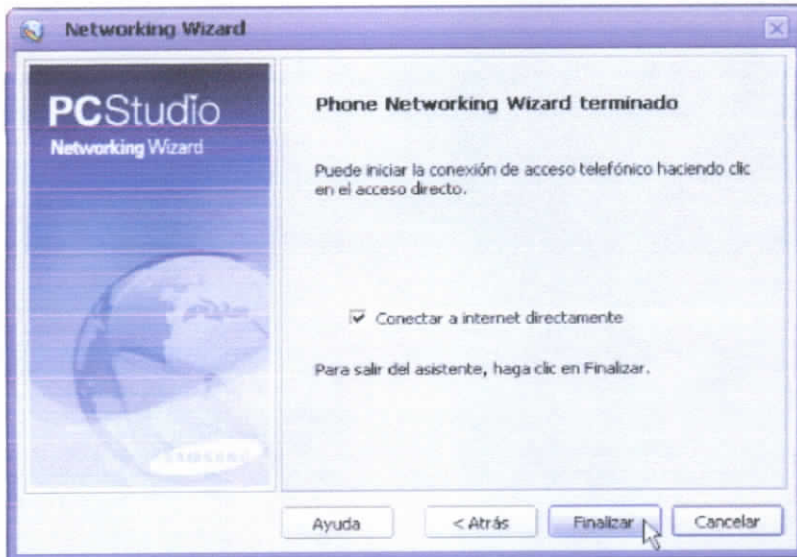 Networking Wizard
PCStudio
Networking Wizard
Phone Networking Wizard terminado
Puede iniciar la conexión de acceso telefónico haciendo clic
en el acceso directo.
Conectar a internet directamente
Para salir del asistente, haga clic en Finalizar.
SAMSUNG
Ayuda
< Atrás
Finalizar
Cancelar